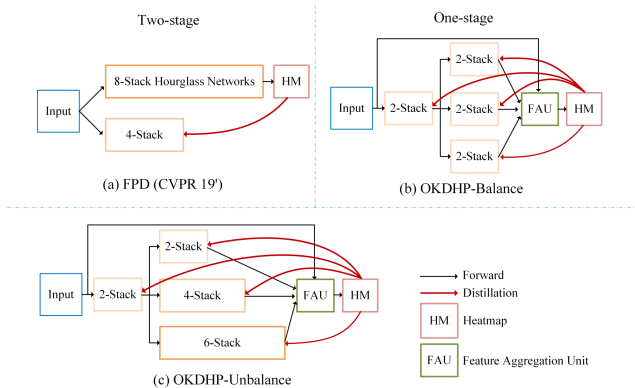 Two-stage
One-stage
Input
8-Stack Hourglass Networks
HM
4-Stack
(a) FPD (CVPR 19')
Input
2-Stack
2-Stack
2-Stack
2-Stack
FAU
HM
(b) OKDHP-Balance
Input
2-Stack
2-Stack
4-Stack
6-Stack
FAU
HM
(c) OKDHP-Unbalance
Forward
Distillation
HM Heatmap
FAU Feature Aggregation Unit